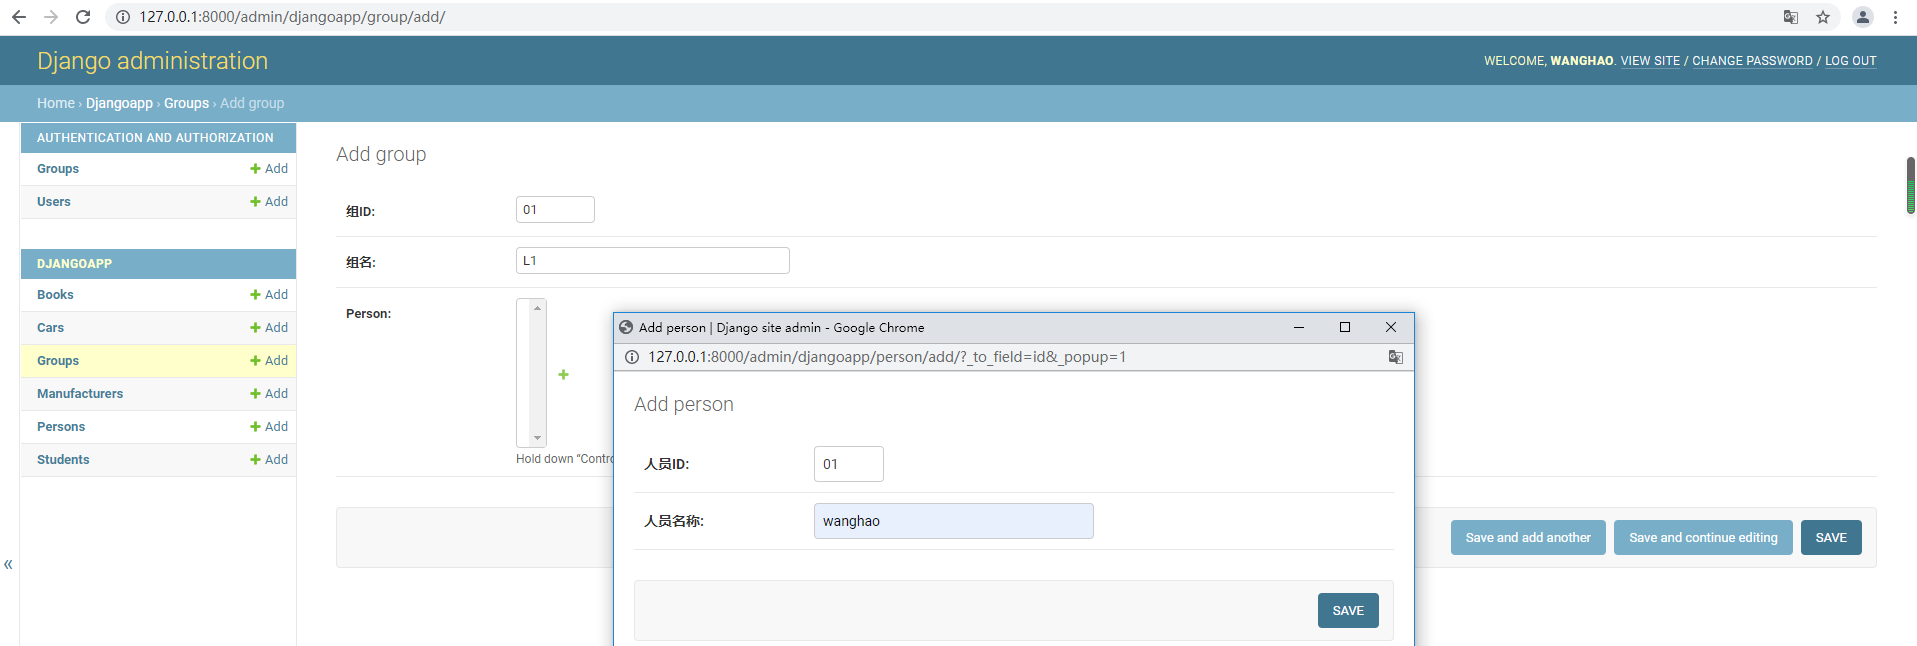 127.0.0.1:8000/admin/djangoapp/group/add/
Django administration
WELCOME, WANGHAO. VIEW SITE / CHANGE PASSWORD / LOG OUT
Home › Djangoapp › Groups › Add group
AUTHENTICATION AND AUTHORIZATION
Groups + Add
Users + Add
DJANGOAPP
Books + Add
Cars + Add
Groups + Add
Manufacturers + Add
Persons + Add
Students + Add
«
Add group
组ID: 01
组名: L1
Person:
Hold down “Contro
Save and add another Save and continue editing SAVE
Add person | Django site admin - Google Chrome
127.0.0.1:8000/admin/djangoapp/person/add/?_to_field=id&_popup=1
Add person
人员ID: 01
人员名称: wanghao
SAVE